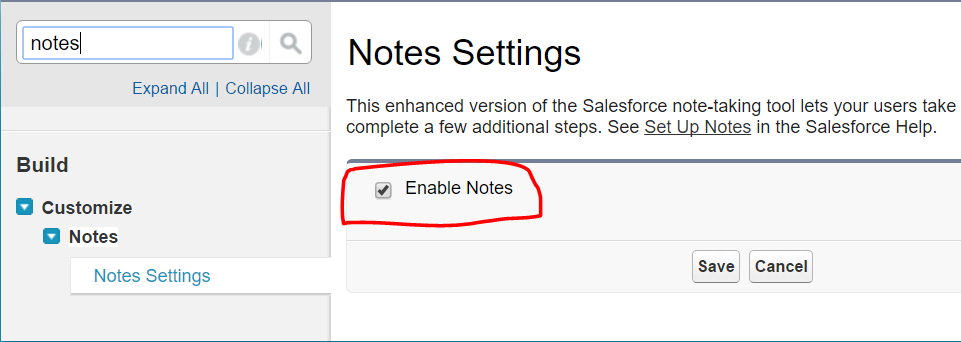 notes
Expand All | Collapse All
Build
Customize
Notes
Notes Settings
Notes Settings
This enhanced version of the Salesforce note-taking tool lets your users take
complete a few additional steps. See Set Up Notes in the Salesforce Help.
Enable Notes
Save Cancel